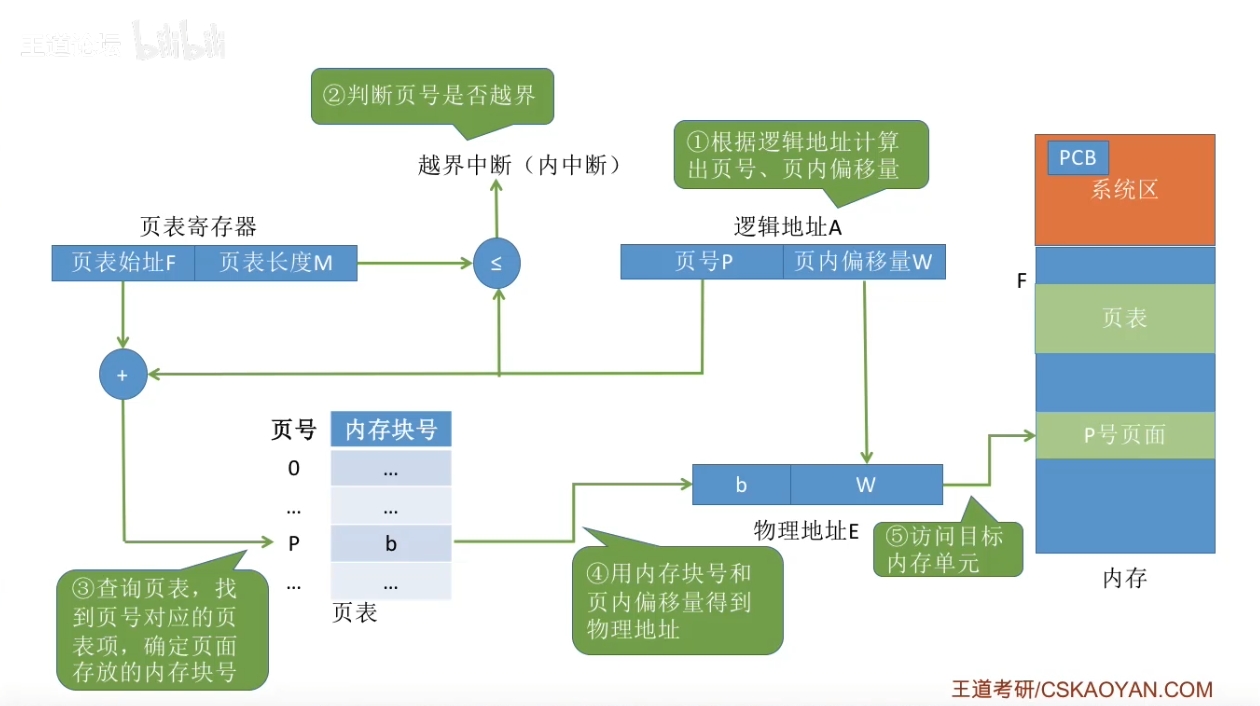 王道论坛 bilibili
②判断页号是否越界
越界中断（内中断）
①根据逻辑地址计算
出页号、页内偏移量
页表寄存器
页表始址F 页表长度M
≤
逻辑地址A
页号P 页内偏移量W
PCB
系统区
F
页表
P号页面
内存
+
页号 内存块号
0 ...
... ...
P b
... ...
页表
b W
物理地址E
③查询页表，找
到页号对应的页
表项，确定页面
存放的内存块号
④用内存块号和
页内偏移量得到
物理地址
⑤访问目标
内存单元
王道考研/CSKAOYAN.COM